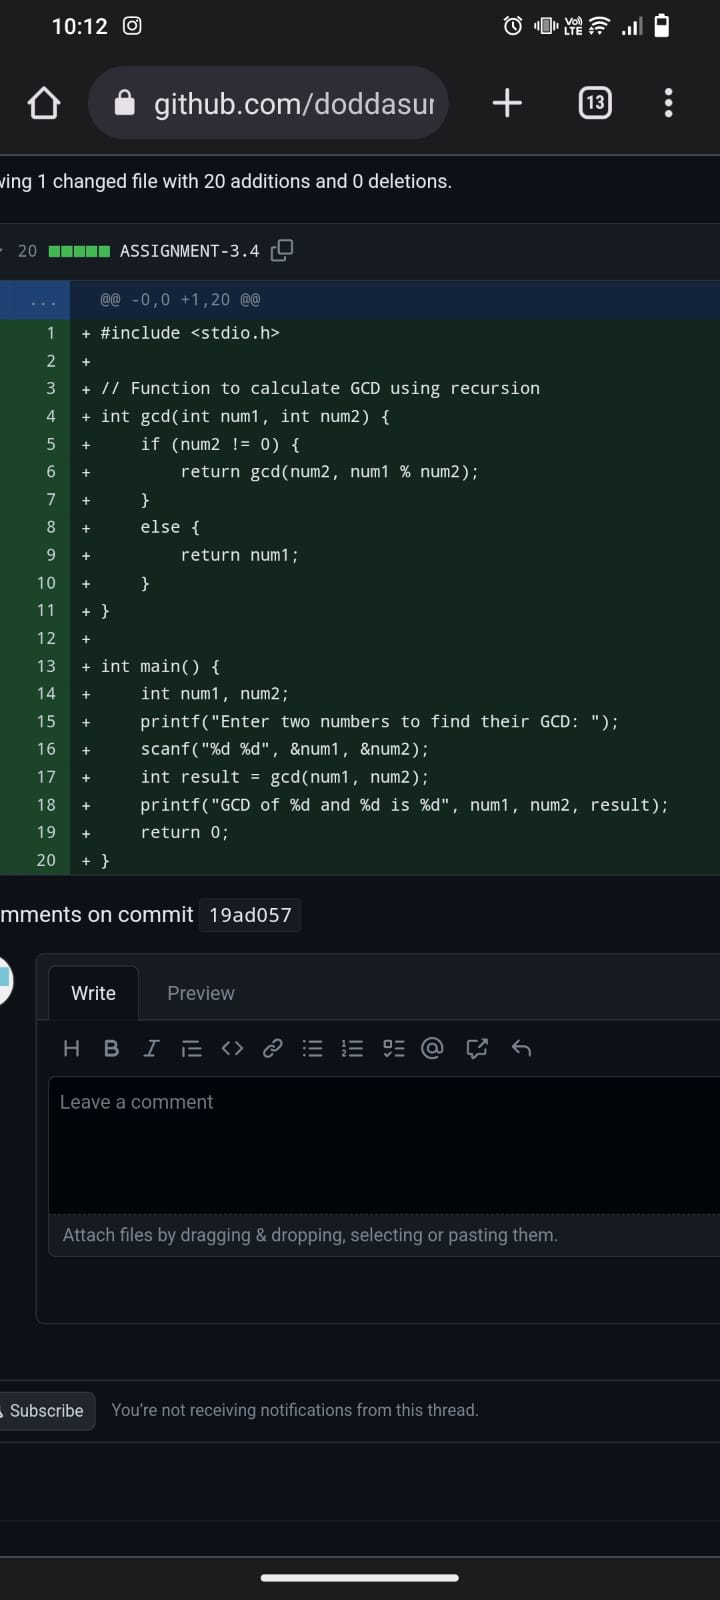 10:12
Vo) LTE
github.com/doddasur
13
wing 1 changed file with 20 additions and 0 deletions.
20 ASSIGNMENT-3.4
... @@ -0,0 +1,20 @@
1 + #include <stdio.h>
2 +
3 + // Function to calculate GCD using recursion
4 + int gcd(int num1, int num2) {
5 +     if (num2 != 0) {
6 +         return gcd(num2, num1 % num2);
7 +     }
8 +     else {
9 +         return num1;
10 +     }
11 + }
12 +
13 + int main() {
14 +     int num1, num2;
15 +     printf("Enter two numbers to find their GCD: ");
16 +     scanf("%d %d", &num1, &num2);
17 +     int result = gcd(num1, num2);
18 +     printf("GCD of %d and %d is %d", num1, num2, result);
19 +     return 0;
20 + }
mments on commit 19ad057
Write Preview
Leave a comment
Attach files by dragging & dropping, selecting or pasting them.
Subscribe You're not receiving notifications from this thread.